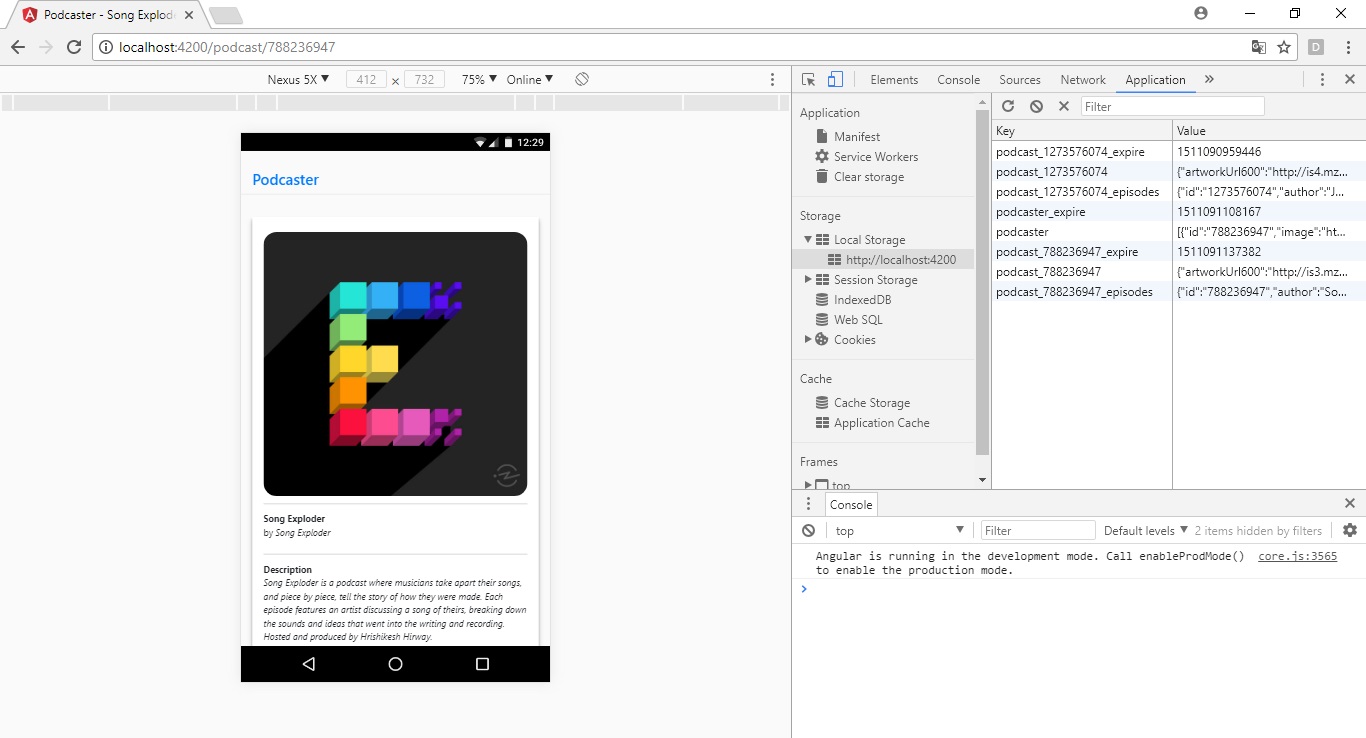 Podcaster - Song Explod
localhost:4200/podcast/788236947
D
Nexus 5X
412 × 732
75%
Online
12:29
Podcaster
Song Exploder
by Song Exploder
Description
Song Exploder is a podcast where musicians take apart their songs,
and piece by piece, tell the story of how they were made. Each
episode features an artist discussing a song of theirs, breaking down
the sounds and ideas that went into the writing and recording.
Hosted and produced by Hrishikesh Hirway.
Elements Console Sources Network Application »
Application
Manifest
Service Workers
Clear storage
Storage
Local Storage
http://localhost:4200
Session Storage
IndexedDB
Web SQL
Cookies
Cache
Cache Storage
Application Cache
Frames
top
Filter
Key Value
podcast_1273576074_expire 1511090959446
podcast_1273576074 {"artworkUrl600":"http://is4.mz...
podcast_1273576074_episodes {"id":"1273576074","author":"J...
podcaster_expire 1511091108167
podcaster [{"id":"788236947","image":"ht...
podcast_788236947_expire 1511091137382
podcast_788236947 {"artworkUrl600":"http://is3.mz...
podcast_788236947_episodes {"id":"788236947","author":"So...
Console
top Filter Default levels 2 items hidden by filters
Angular is running in the development mode. Call enableProdMode() core.js:3565
to enable the production mode.